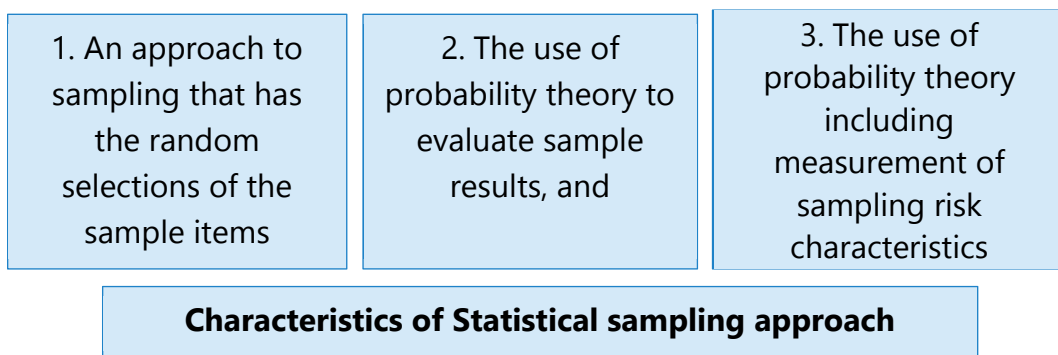 1. An approach to
sampling that has
the random
selections of the
sample items
2. The use of
probability theory to
evaluate sample
results, and
3. The use of
probability theory
including
measurement of
sampling risk
characteristics
Characteristics of Statistical sampling approach